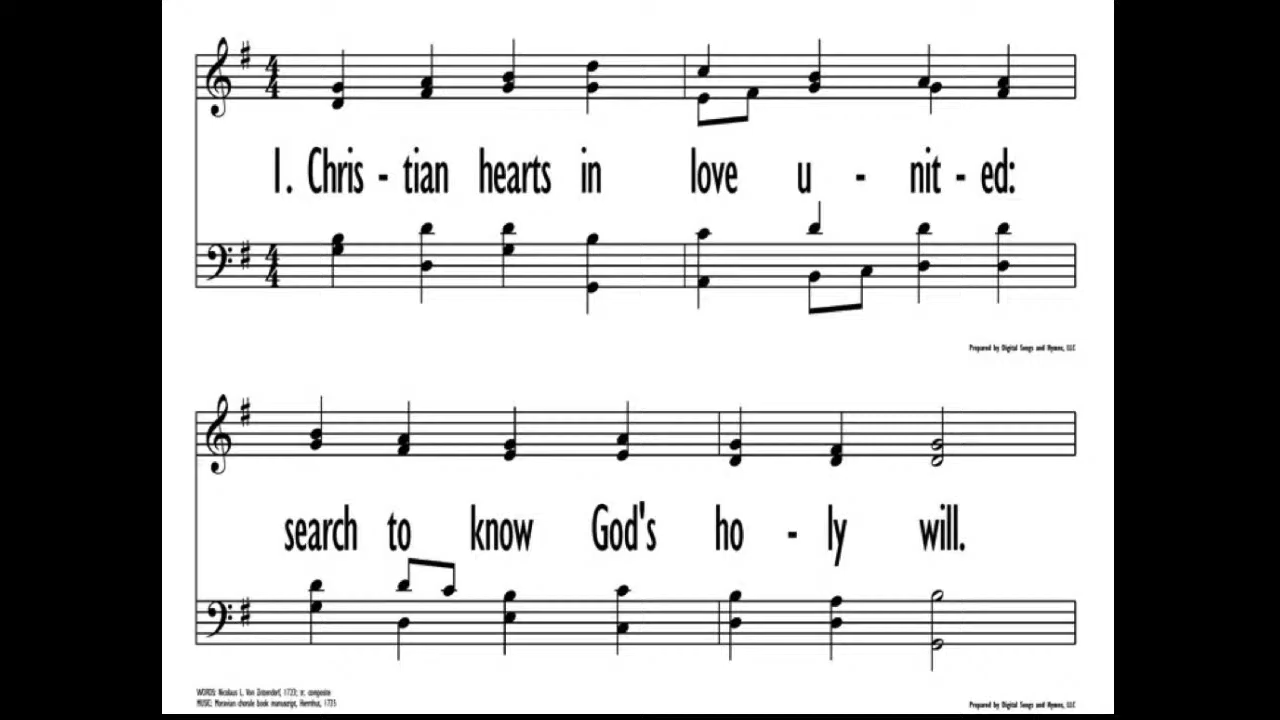 1. Chris - tian hearts in love u - nit - ed:
Prepared by Digital Songs and Hymns, LLC
search to know God's ho - ly will.
WORDS: Nicolaus L. Von Zinzendorf, 1723; tr. composite
MUSIC: Moravian chorale book manuscript, Herrnhut, 1735
Prepared by Digital Songs and Hymns, LLC